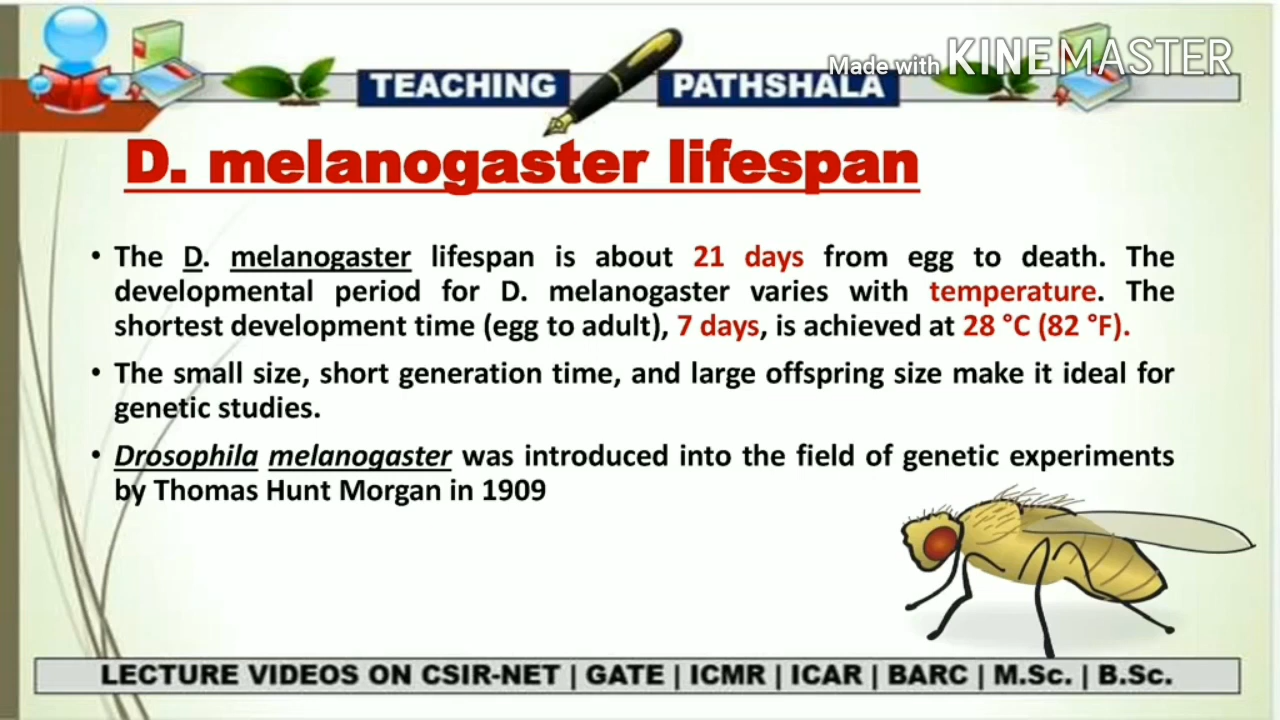 Made with KINEMASTER
TEACHING PATHSHALA
D. melanogaster lifespan
• The D. melanogaster lifespan is about 21 days from egg to death. The
developmental period for D. melanogaster varies with temperature. The
shortest development time (egg to adult), 7 days, is achieved at 28 °C (82 °F).
• The small size, short generation time, and large offspring size make it ideal for
genetic studies.
• Drosophila melanogaster was introduced into the field of genetic experiments
by Thomas Hunt Morgan in 1909
LECTURE VIDEOS ON CSIR-NET | GATE | ICMR | ICAR | BARC | M.Sc. | B.Sc.